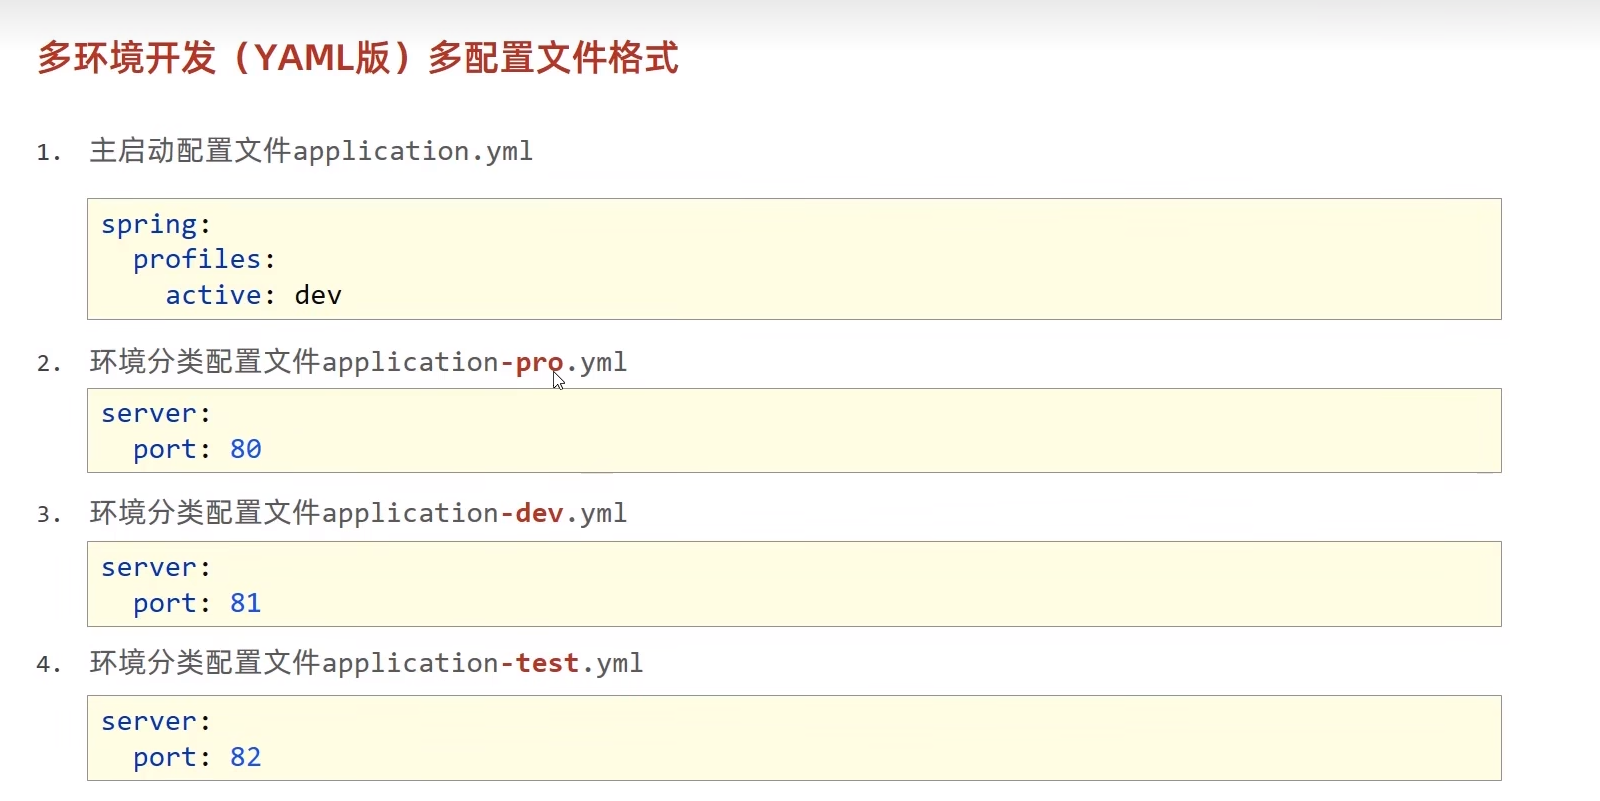 多环境开发（YAML版）多配置文件格式
1. 主启动配置文件application.yml
spring:
  profiles:
    active: dev
2. 环境分类配置文件application-pro.yml
server:
  port: 80
3. 环境分类配置文件application-dev.yml
server:
  port: 81
4. 环境分类配置文件application-test.yml
server:
  port: 82